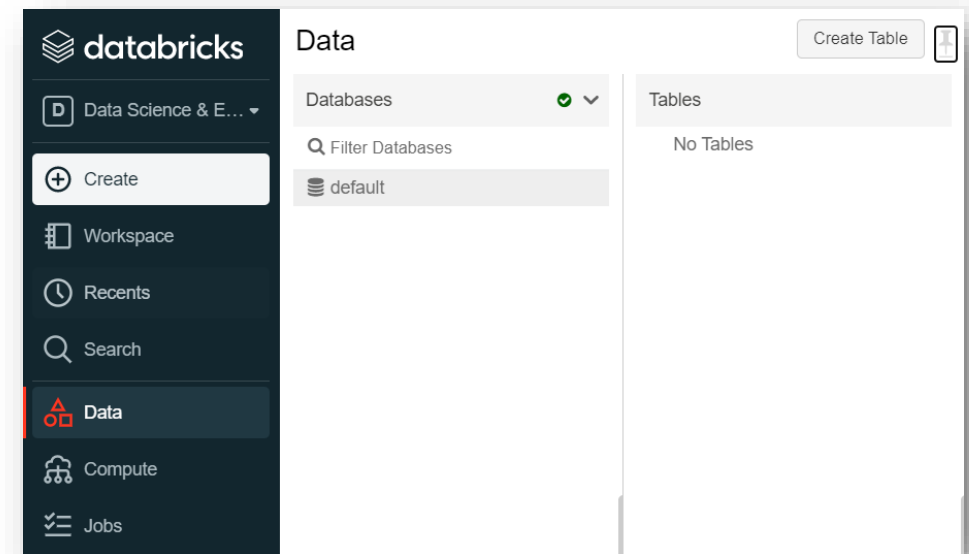 databricks
D Data Science & E...
Create
Workspace
Recents
Search
Data
Compute
Jobs
Data
Create Table
Databases
Filter Databases
default
Tables
No Tables